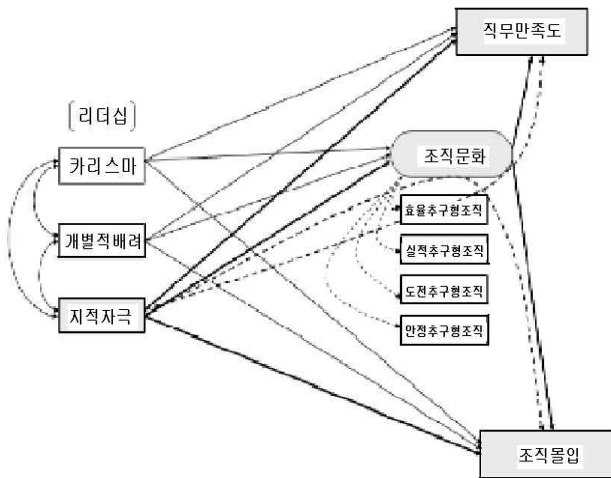 직무만족도
[리더십]
카리스마
조직문화
효율추구형조직
개별적배려
실적추구형조직
도전추구형조직
지적자극
안정추구형조직
조직몰입